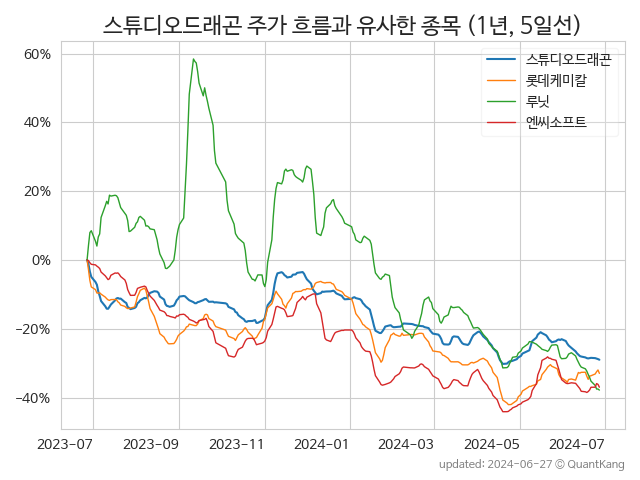 스튜디오드래곤 주가 흐름과 유사한 종목 (1년, 5일선)
스튜디오드래곤
롯데케미칼
루닛
엔씨소프트
60%
40%
20%
0%
−20%
−40%
2023-07 2023-09 2023-11 2024-01 2024-03 2024-05 2024-07
updated: 2024-06-27 © QuantKang